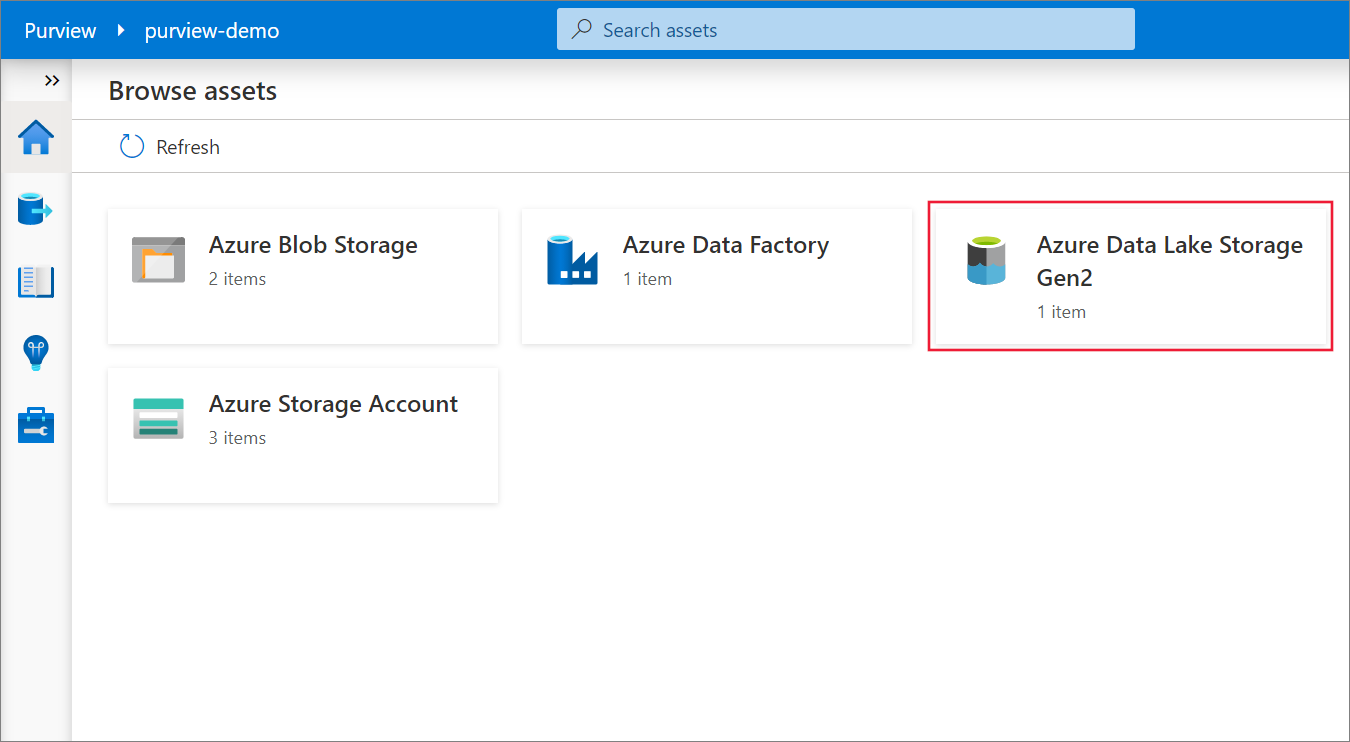 Purview
purview-demo
Search assets
Browse assets
Refresh
Azure Blob Storage
2 items
Azure Data Factory
1 item
Azure Data Lake Storage
Gen2
1 item
Azure Storage Account
3 items